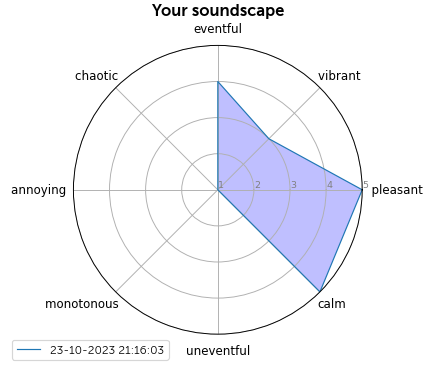 Your soundscape
eventful
chaotic
vibrant
annoying
1 2 3 4 5
pleasant
monotonous
calm
uneventful
23-10-2023 21:16:03